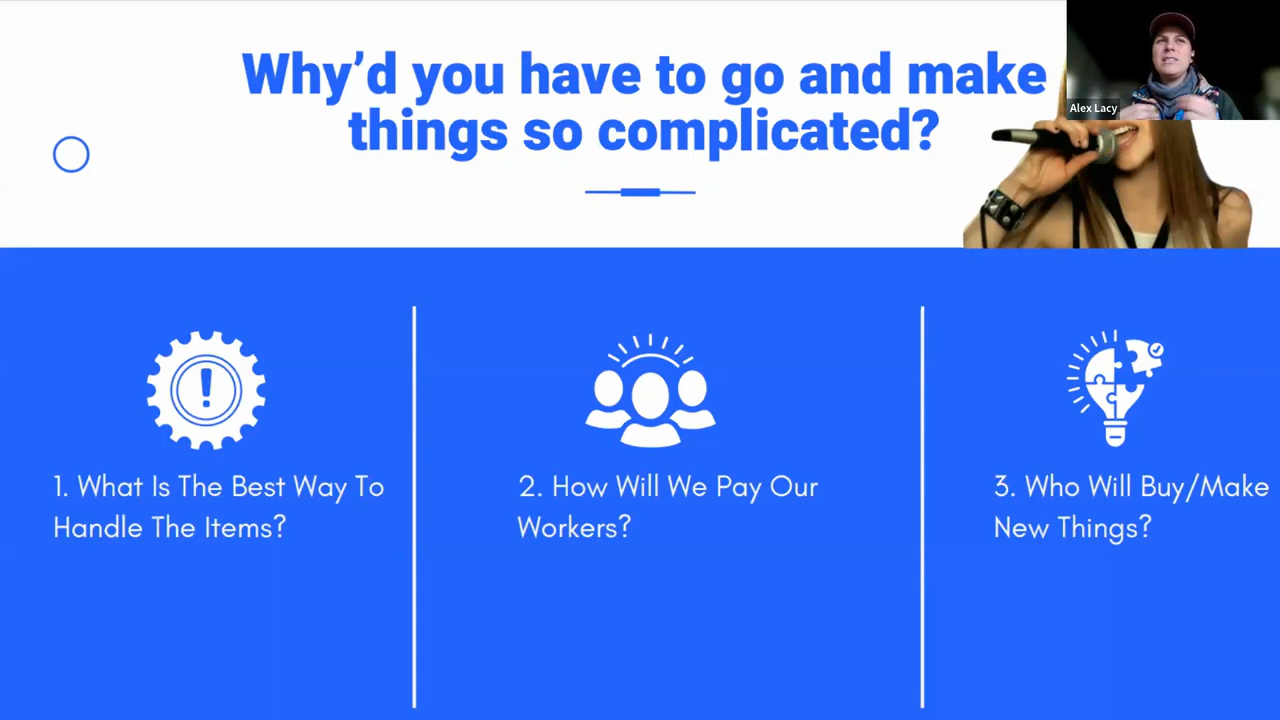 Why’d you have to go and make
things so complicated?
Alex Lacy
1. What Is The Best Way To
Handle The Items?
2. How Will We Pay Our
Workers?
3. Who Will Buy/Make
New Things?